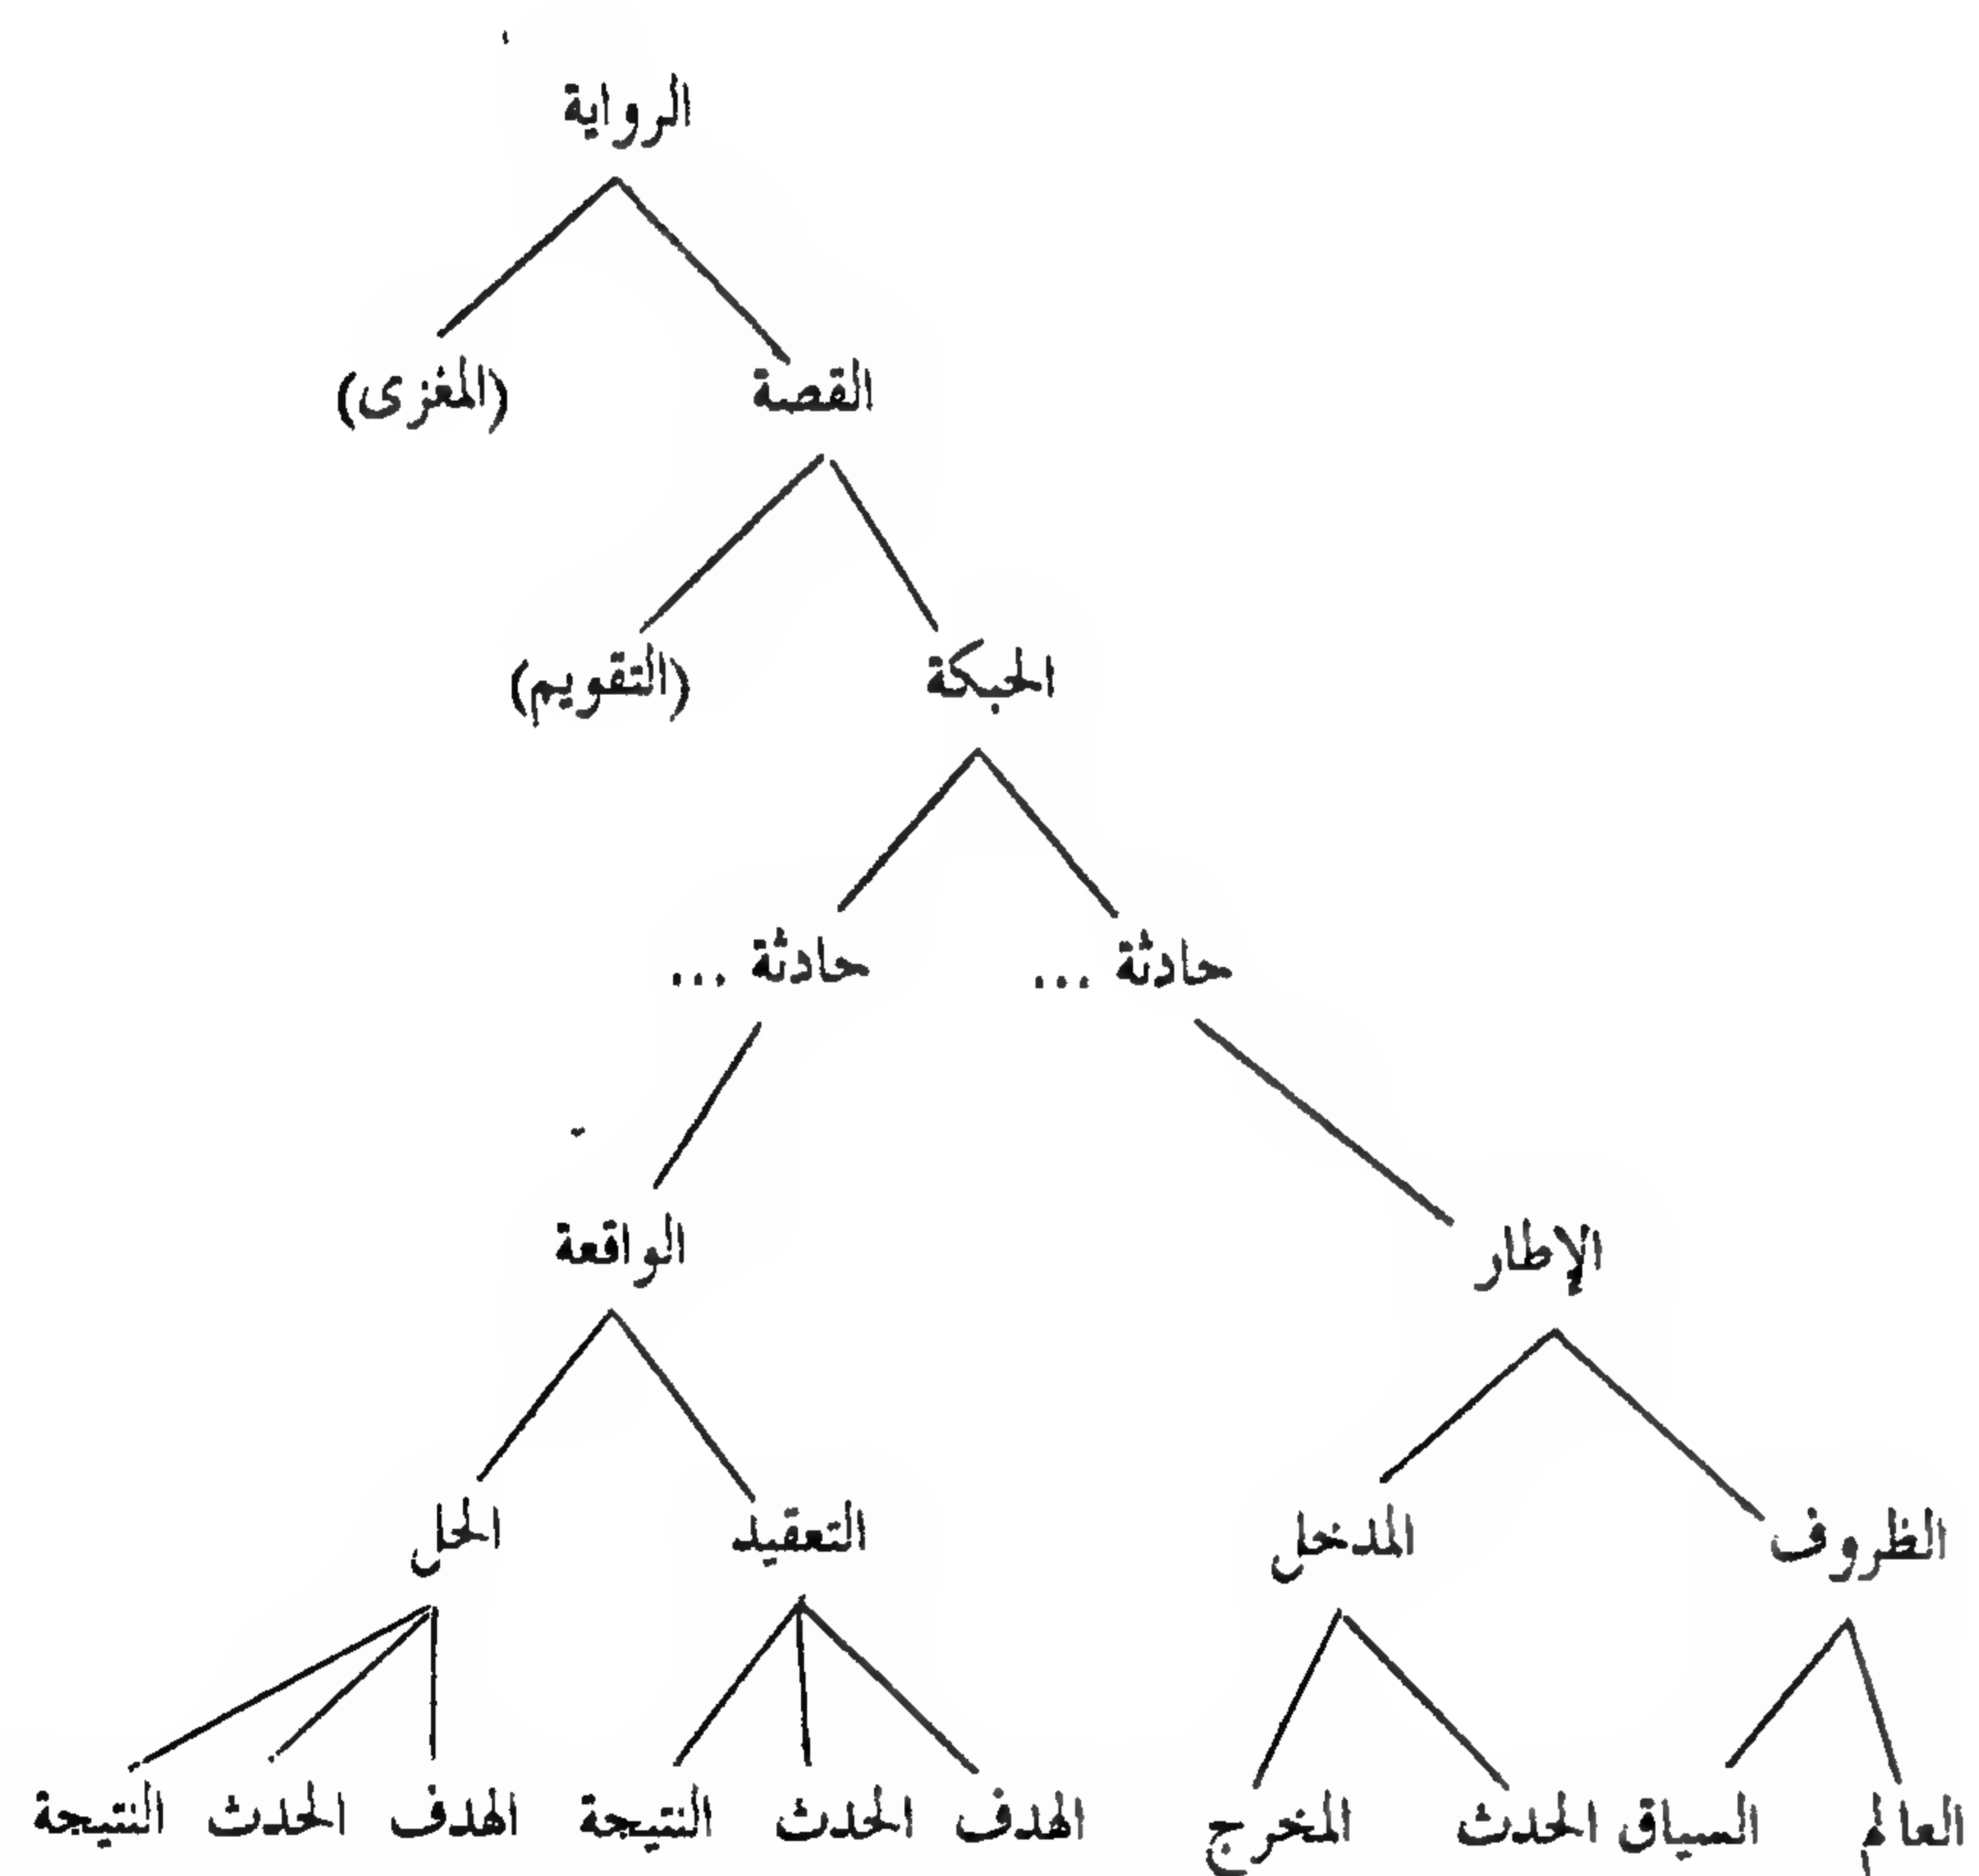 الرواية
القصة (المغزى)
الحبكة (التقويم)
حادثة ... حادثة ...
الإطار الواقعة
الظروف المدخل التعقيد الحل
العالم السياق الحدث المخرج الهدف الحدث النتيجة الهدف الحدث النتيجة